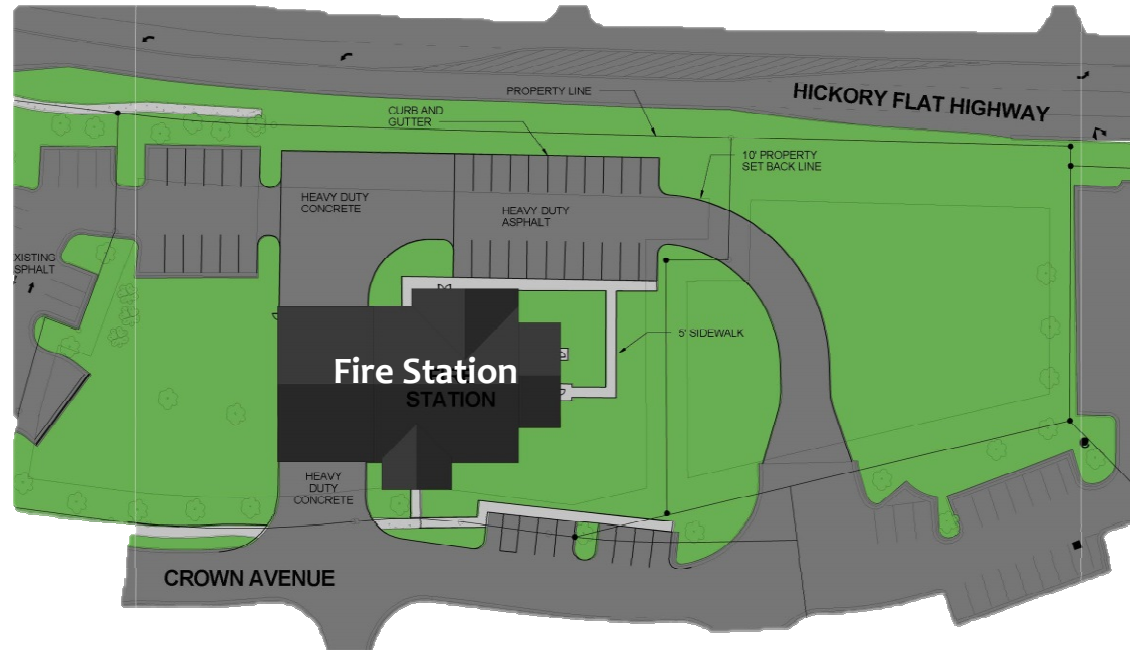 HICKORY FLAT HIGHWAY
PROPERTY LINE
CURB AND
GUTTER
10' PROPERTY
SET BACK LINE
HEAVY DUTY
CONCRETE
HEAVY DUTY
ASPHALT
XISTING
SPHALT
5' SIDEWALK
Fire Station
STATION
HEAVY
DUTY
CONCRETE
CROWN AVENUE